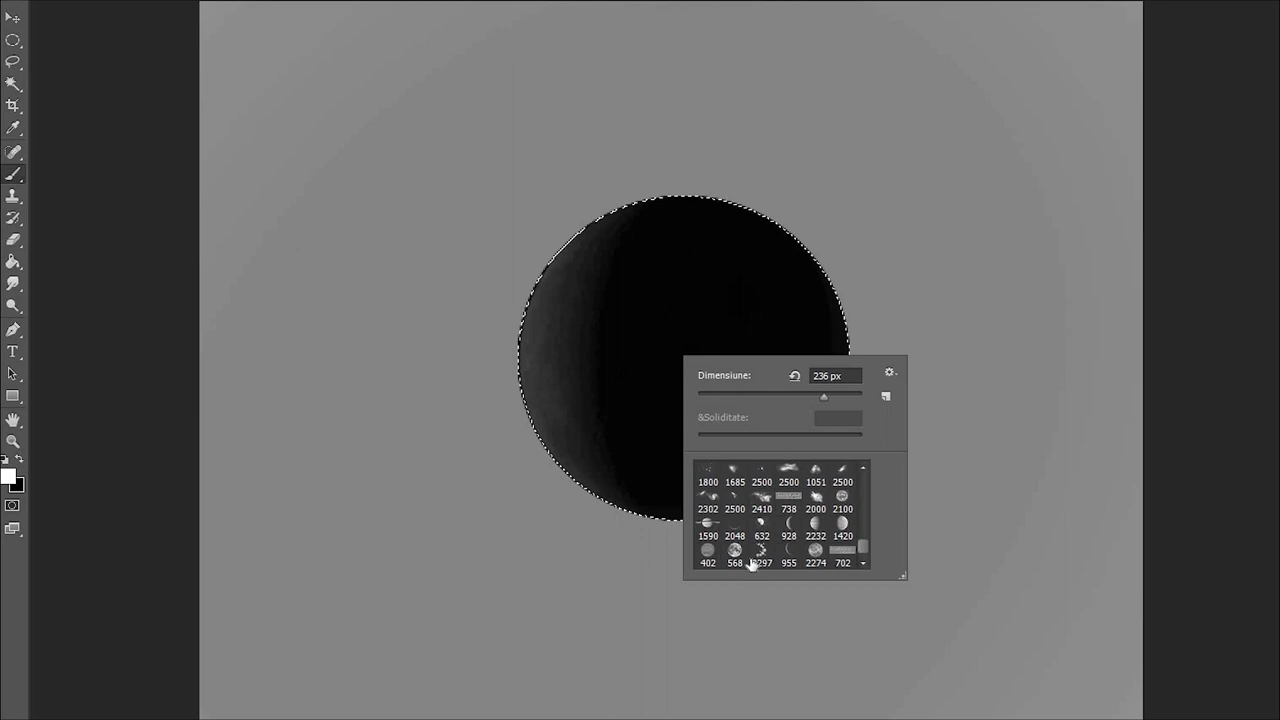 T
Dimensiune: 236 px
&Soliditate:
1800 1685 2500 2500 1051 2500
2302 2500 2410 738 2000 2100
1590 2048 632 928 2232 1420
402 568 2297 955 2274 702